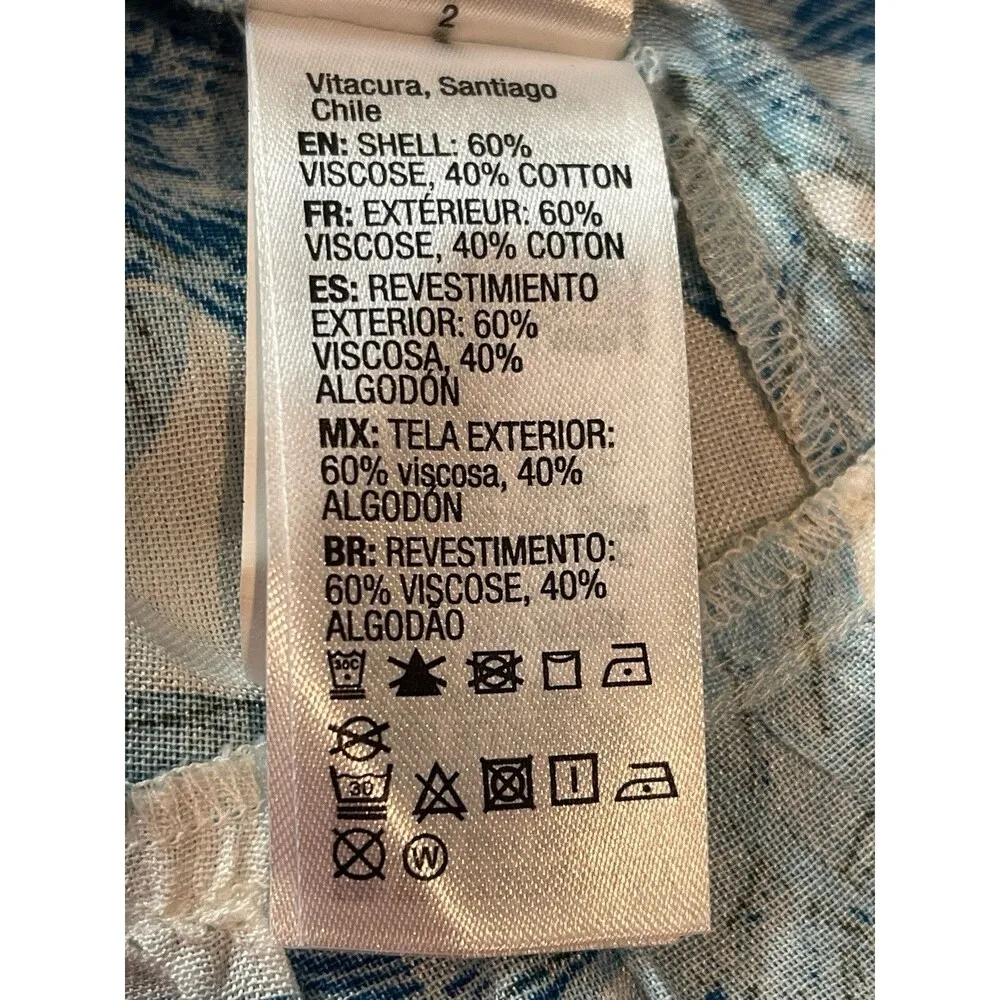 2
Vitacura, Santiago
Chile
EN: SHELL: 60%
VISCOSE, 40% COTTON
FR: EXTÉRIEUR: 60%
VISCOSE, 40% COTON
ES: REVESTIMIENTO
EXTERIOR: 60%
VISCOSA, 40%
ALGODÓN
MX: TELA EXTERIOR:
60% viscosa, 40%
ALGODÓN
BR: REVESTIMENTO:
60% VISCOSE, 40%
ALGODÃO
30C
30
W